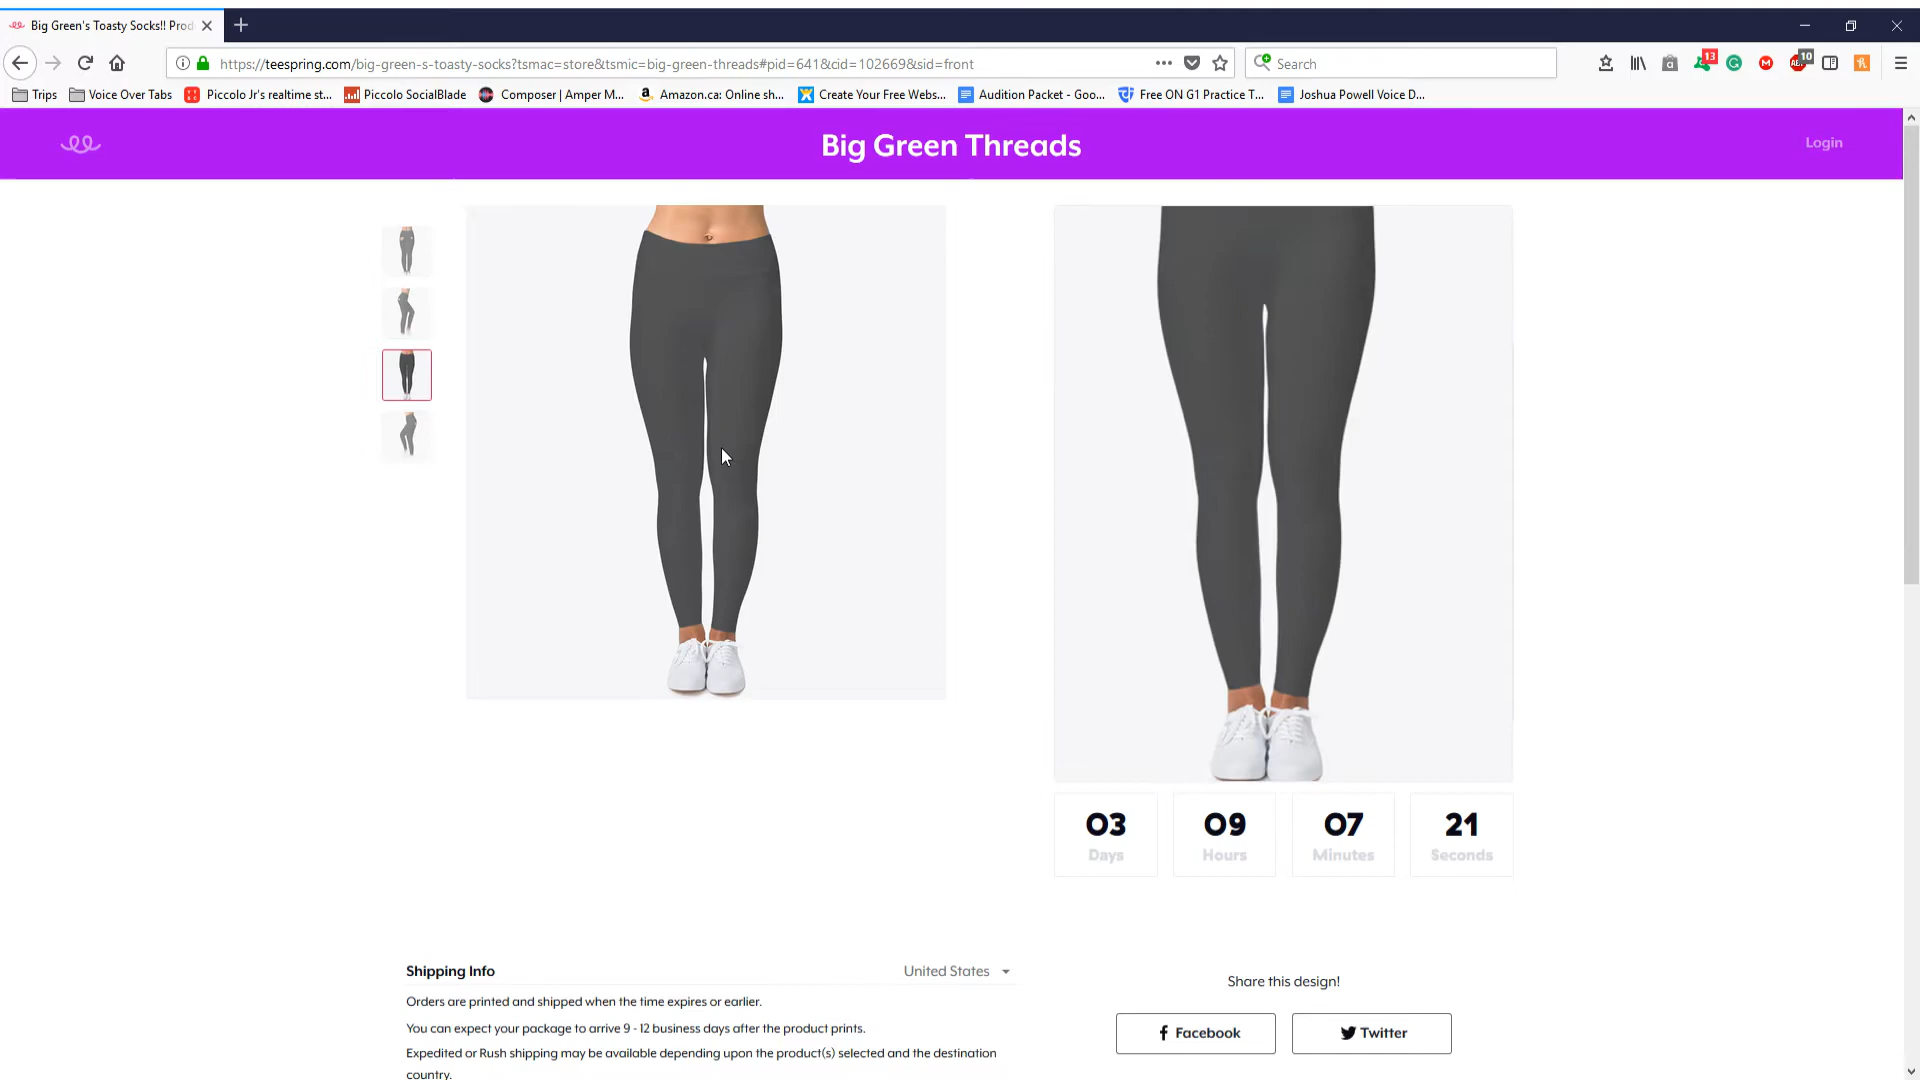 Big Green's Toasty Socks!! Prod
https://teespring.com/big-green-s-toasty-socks?tsmac=store&tsmic=big-green-threads#pid=641&cid=102669&sid=front
Search
13
10
Trips
Voice Over Tabs
Piccolo Jr's realtime st...
Piccolo SocialBlade
Composer | Amper M...
Amazon.ca: Online sh...
Create Your Free Webs...
Audition Packet - Goo...
Free ON G1 Practice T...
Joshua Powell Voice D...
Big Green Threads
Login
03
09
07
21
Days
Hours
Minutes
Seconds
Shipping Info
United States
Orders are printed and shipped when the time expires or earlier.
You can expect your package to arrive 9 - 12 business days after the product prints.
Expedited or Rush shipping may be available depending upon the product(s) selected and the destination
country.
Share this design!
Facebook
Twitter